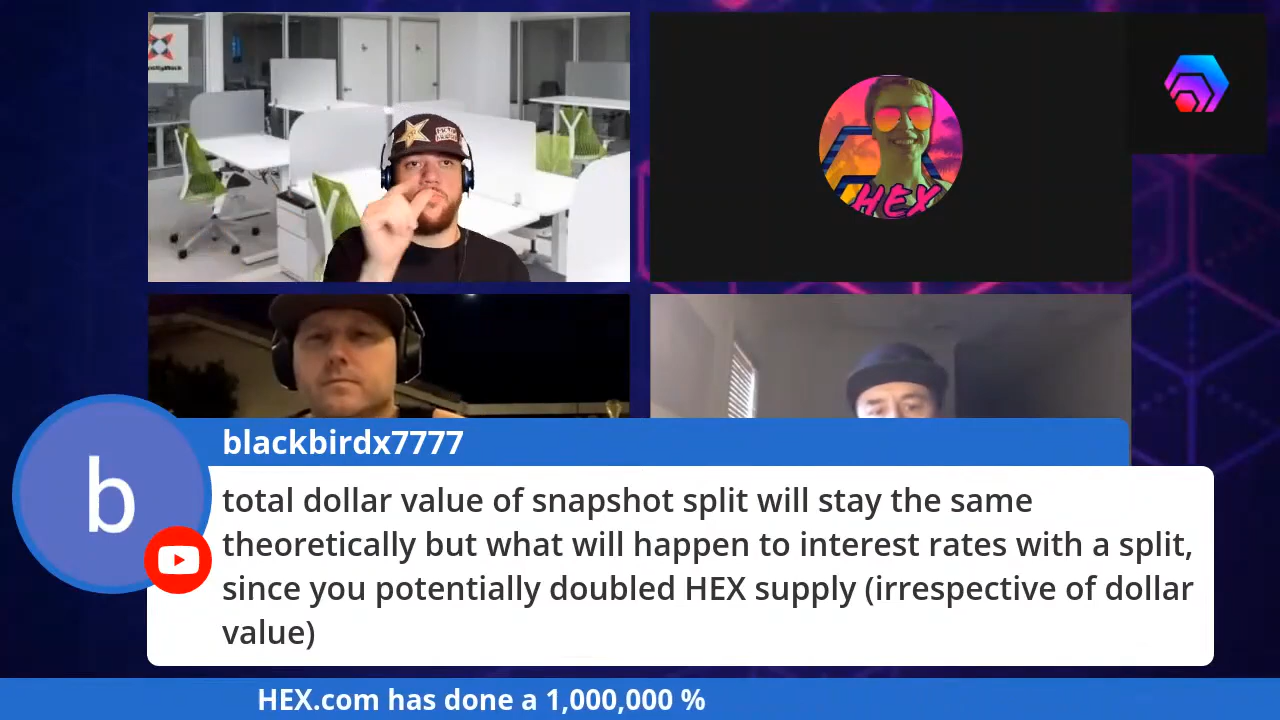 HEX
b
blackbirdx7777
total dollar value of snapshot split will stay the same
theoretically but what will happen to interest rates with a split,
since you potentially doubled HEX supply (irrespective of dollar
value)
HEX.com has done a 1,000,000 %